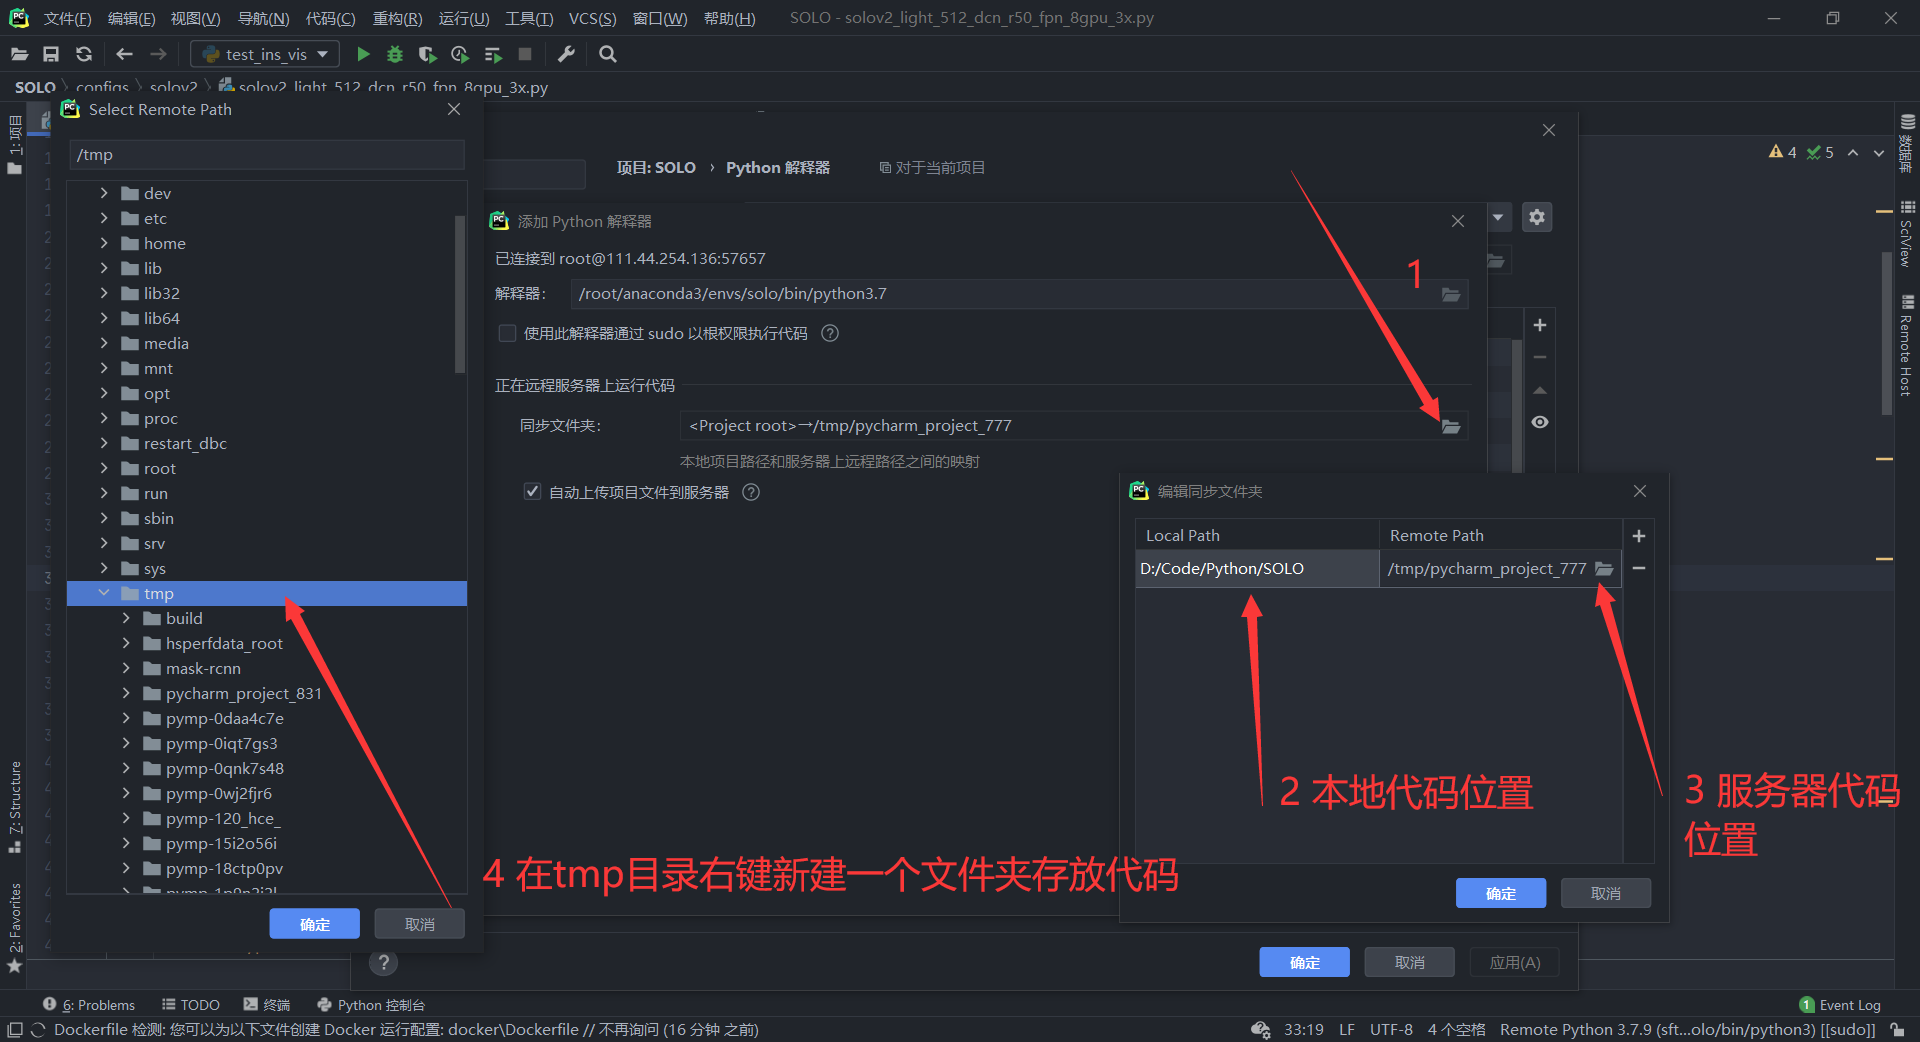 文件(F) 编辑(E) 视图(V) 导航(N) 代码(C) 重构(R) 运行(U) 工具(T) VCS(S) 窗口(W) 帮助(H) SOLO - solov2_light_512_dcn_r50_fpn_8gpu_3x.py
test_ins_vis
SOLO configs solov2 solov2_light_512_dcn_r50_fpn_8gpu_3x.py
Select Remote Path
/tmp
dev
etc
home
lib
lib32
lib64
media
mnt
opt
proc
restart_dbc
root
run
sbin
srv
sys
tmp
build
hsperfdata_root
mask-rcnn
pycharm_project_831
pymp-0daa4c7e
pymp-0iqt7gs3
pymp-0qnk7s48
pymp-0wj2fjr6
pymp-120_hce_
pymp-15i2o56i
pymp-18ctp0pv
确定 取消
1: 项目
7: Structure
2: Favorites
项目: SOLO › Python 解释器 对于当前项目
添加 Python 解释器
已连接到 root@111.44.254.136:57657
解释器: /root/anaconda3/envs/solo/bin/python3.7
使用此解释器通过 sudo 以根权限执行代码 ?
正在远程服务器上运行代码
同步文件夹: <Project root>→/tmp/pycharm_project_777
本地项目路径和服务器上远程路径之间的映射
自动上传项目文件到服务器 ?
1
编辑同步文件夹
Local Path Remote Path
D:/Code/Python/SOLO /tmp/pycharm_project_777
2 本地代码位置
3 服务器代码
位置
4 在tmp目录右键新建一个文件夹存放代码
确定 取消
? 确定 取消 应用(A)
4 5
数据库
SciView
Remote Host
6: Problems TODO 终端 Python 控制台 1 Event Log
Dockerfile 检测: 您可以为以下文件创建 Docker 运行配置: docker\Dockerfile // 不再询问 (16 分钟 之前) 33:19 LF UTF-8 4 个空格 Remote Python 3.7.9 (sft...olo/bin/python3) [[sudo]]